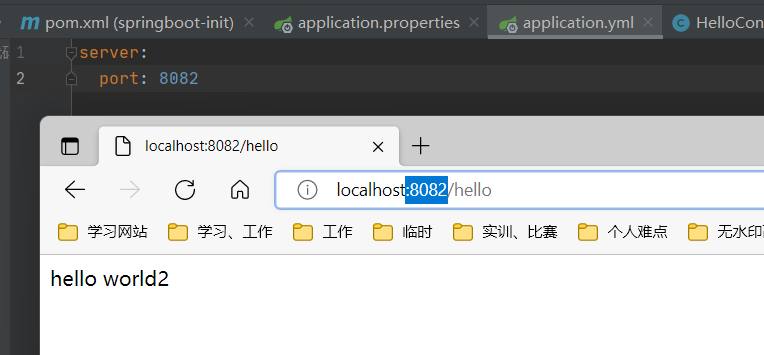 pom.xml (springboot-init) application.properties application.yml HelloCon
1 server:
2 port: 8082
localhost:8082/hello
localhost:8082/hello
学习网站 学习、工作 工作 临时 实训、比赛 个人难点 无水印
hello world2